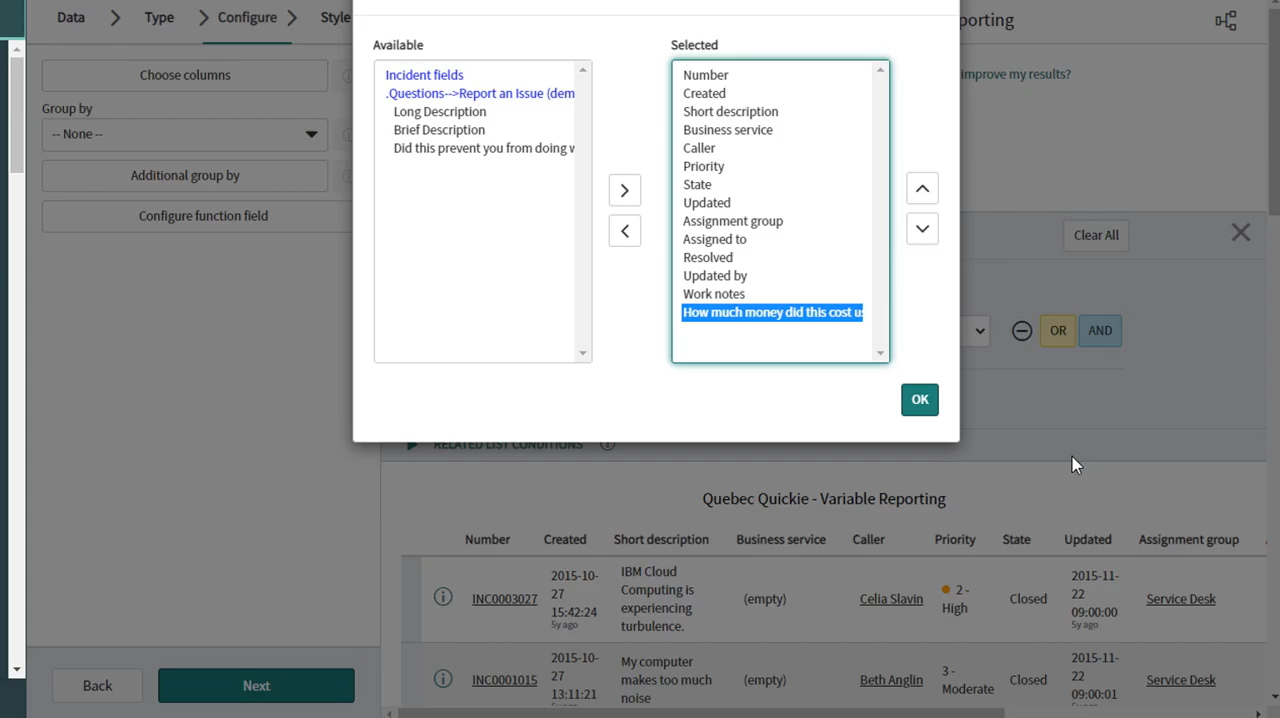 Data
Type
Configure
Style
porting
improve my results?
Available
Selected
Choose columns
Group by
-- None --
Additional group by
Configure function field
Incident fields
.Questions-->Report an Issue (dem
Long Description
Brief Description
Did this prevent you from doing w
Number
Created
Short description
Business service
Caller
Priority
State
Updated
Assignment group
Assigned to
Resolved
Updated by
Work notes
How much money did this cost u
OK
Clear All
OR
AND
RELATED LIST CONDITIONS
Quebec Quickie - Variable Reporting
Number Created Short description Business service Caller Priority State Updated Assignment group
INC0003027
2015-10-
27
15:42:24
5y ago
IBM Cloud
Computing is
experiencing
turbulence.
(empty)
Celia Slavin
2 -
High
Closed
2015-11-
22
09:00:00
5y ago
Service Desk
INC0001015
2015-10-
27
13:11:21
My computer
makes too much
noise
(empty)
Beth Anglin
3 -
Moderate
Closed
2015-11-
22
09:00:01
Service Desk
Back
Next